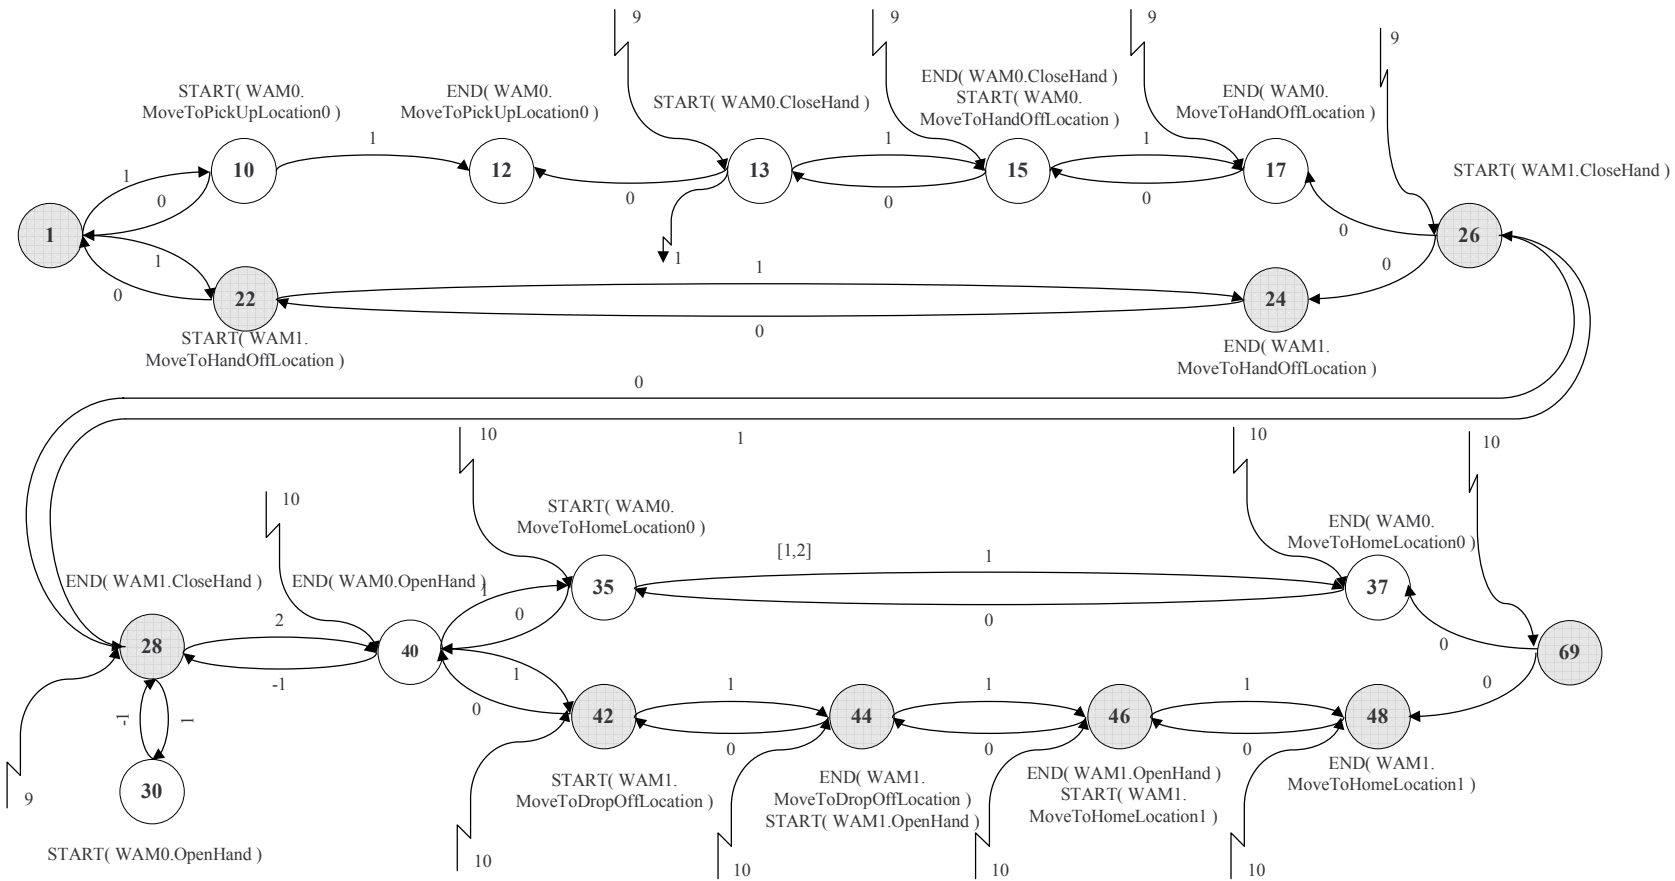 9
9
9
9
START( WAM0.
MoveToPickUpLocation0 )
END( WAM0.
MoveToPickUpLocation0 )
START( WAM0.CloseHand )
END( WAM0.CloseHand )
START( WAM0.
MoveToHandOffLocation )
END( WAM0.
MoveToHandOffLocation )
START( WAM1.CloseHand )
1
1
1
1
10
12
13
15
17
0
0
0
0
0
1
26
1
0
1
1
0
0
22
24
0
START( WAM1.
MoveToHandOffLocation )
END( WAM1.
MoveToHandOffLocation )
0
1
10
10
10
10
START( WAM0.
MoveToHomeLocation0 )
END( WAM0.
MoveToHomeLocation0 )
[1,2]
1
END( WAM1.CloseHand )
END( WAM0.OpenHand )
1
35
37
0
0
2
28
40
69
0
-1
1
0
1
1
1
0
42
44
46
48
-1
1
0
0
0
30
9
START( WAM1.
MoveToDropOffLocation )
END( WAM1.
MoveToDropOffLocation )
START( WAM1.OpenHand )
END( WAM1.OpenHand )
START( WAM1.
MoveToHomeLocation1 )
END( WAM1.
MoveToHomeLocation1 )
START( WAM0.OpenHand )
10
10
10
10